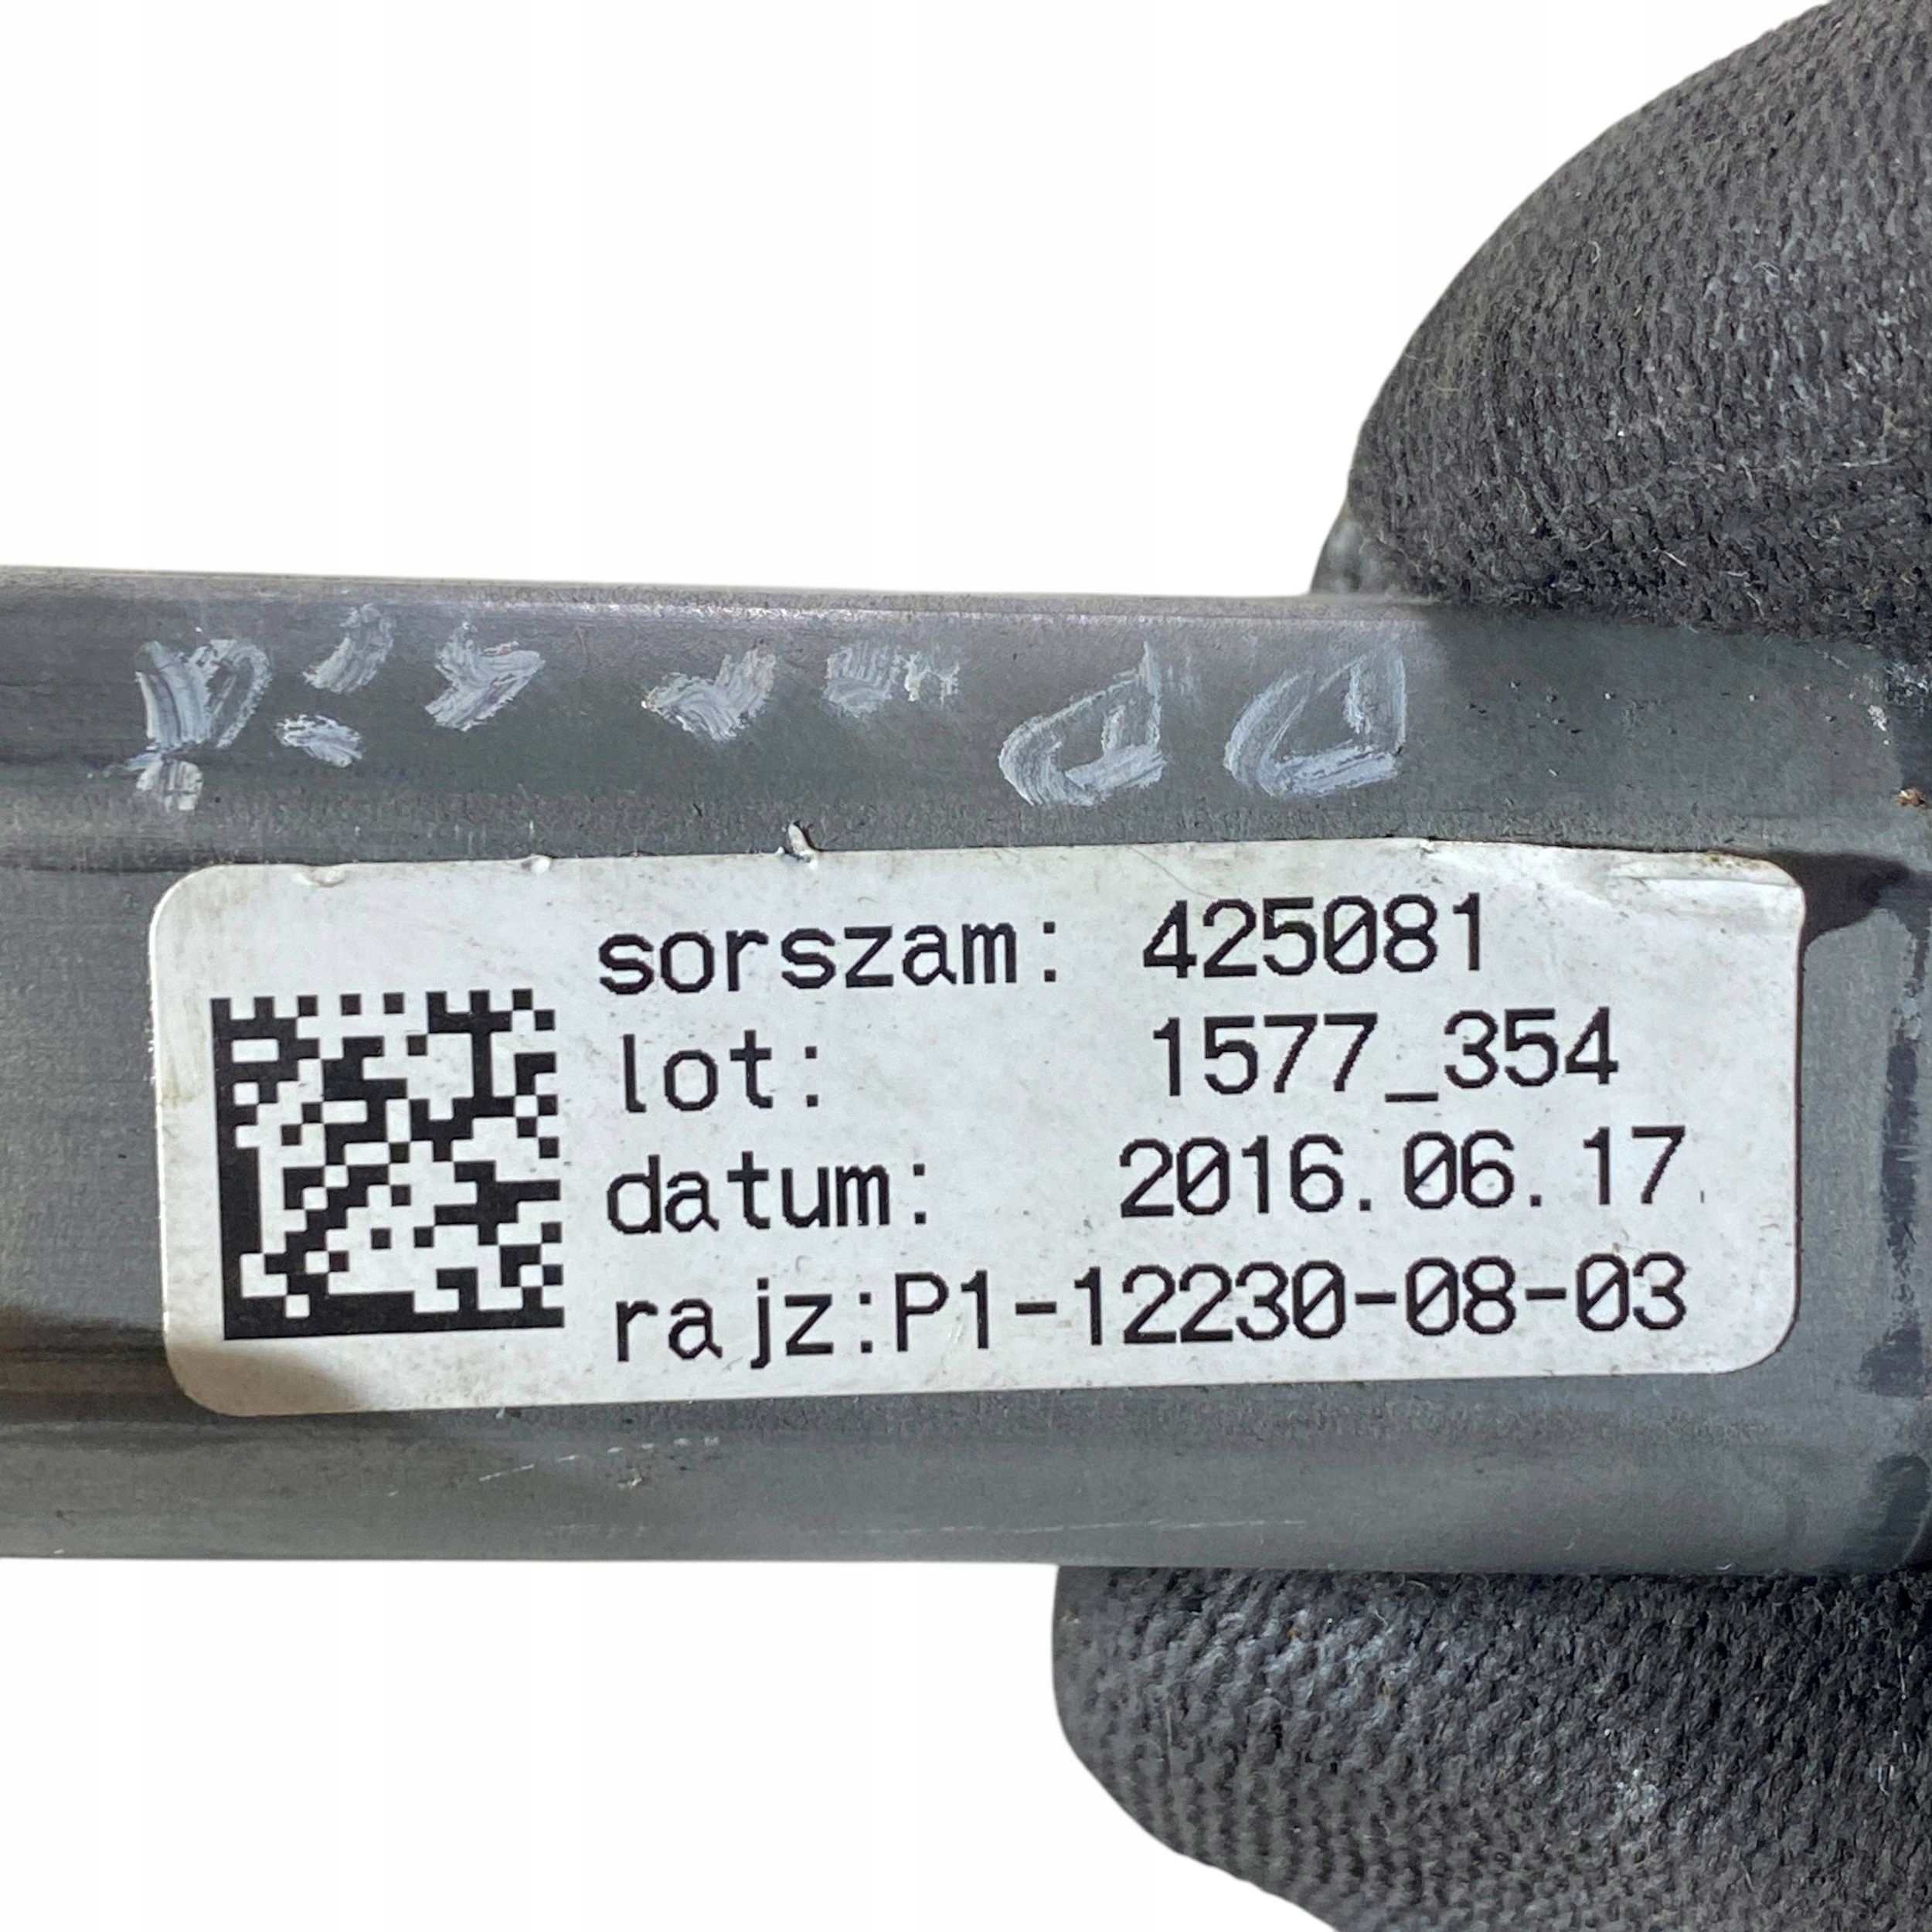 sorszam: 425081
lot: 1577_354
datum: 2016.06.17.
rajz:P1-12230-08-03